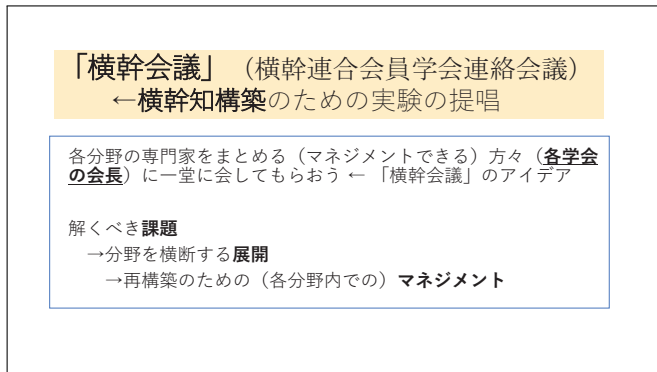 「横幹会議」（横幹連合会員学会連絡会議）
←横幹知構築のための実験の提唱
各分野の専門家をまとめる（マネジメントできる）方々（各学会
の会長）に一堂に会してもらおう ← 「横幹会議」のアイデア
解くべき課題
→分野を横断する展開
→再構築のための（各分野内での）マネジメント